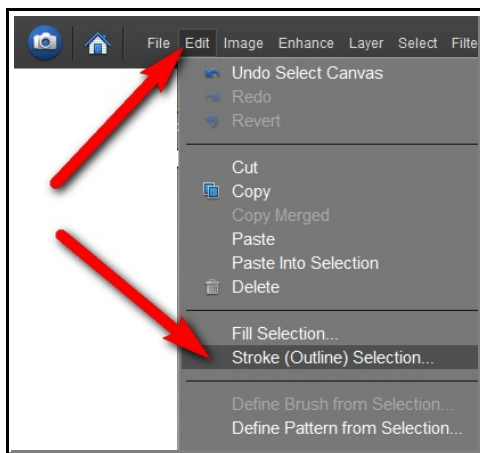 File Edit Image Enhance Layer Select Filte
Undo Select Canvas
Redo
Revert
Cut
Copy
Copy Merged
Paste
Paste Into Selection
Delete
Fill Selection...
Stroke (Outline) Selection...
Define Brush from Selection...
Define Pattern from Selection...